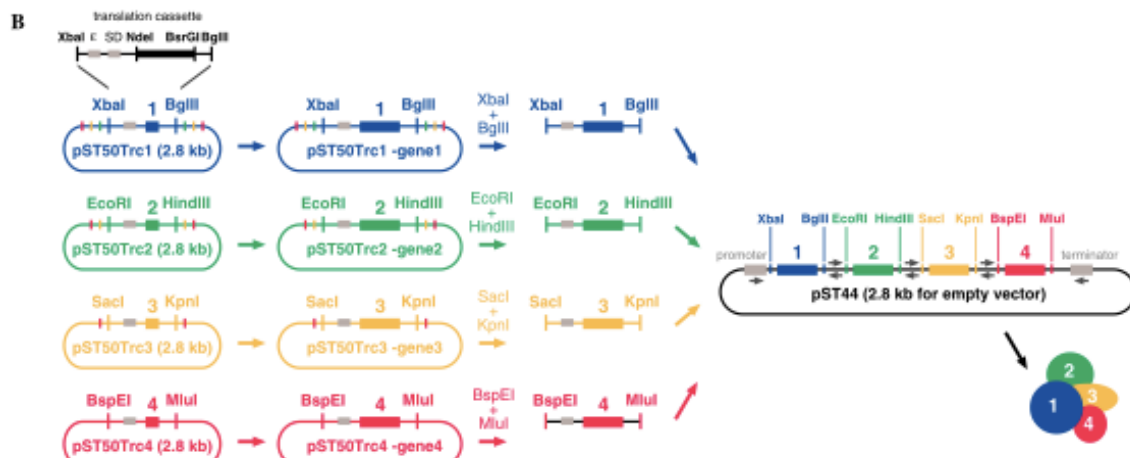 B
translation cassette
XbaI ε SD NdeI BsrGI BglII
XbaI 1 BglII
pST50Trc1 (2.8 kb)
XbaI 1 BglII
pST50Trc1 -gene1
XbaI
+
BglII
XbaI 1 BglII
EcoRI 2 HindIII
pST50Trc2 (2.8 kb)
EcoRI 2 HindIII
pST50Trc2 -gene2
EcoRI
+
HindIII
EcoRI 2 HindIII
SacI 3 KpnI
pST50Trc3 (2.8 kb)
SacI 3 KpnI
pST50Trc3 -gene3
SacI
+
KpnI
SacI 3 KpnI
BspEI 4 MluI
pST50Trc4 (2.8 kb)
BspEI 4 MluI
pST50Trc4 -gene4
BspEI
+
MluI
BspEI 4 MluI
XbaI BglII EcoRI HindIII SacI KpnI BspEI MluI
promoter 1 2 3 4 terminator
pST44 (2.8 kb for empty vector)
2
1
3
4